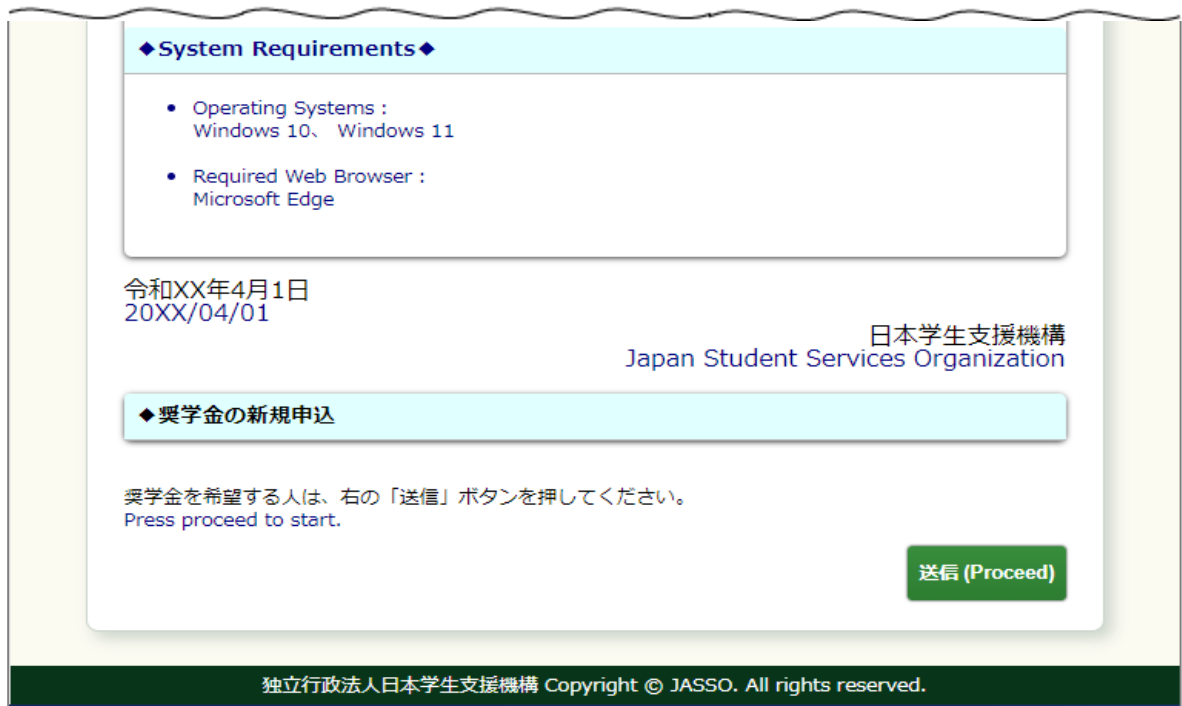 ◆System Requirements◆
• Operating Systems :
Windows 10、 Windows 11
• Required Web Browser :
Microsoft Edge
令和XX年4月1日
20XX/04/01
日本学生支援機構
Japan Student Services Organization
◆奨学金の新規申込
奨学金を希望する人は、右の「送信」ボタンを押してください。
Press proceed to start.
送信 (Proceed)
独立行政法人日本学生支援機構 Copyright © JASSO. All rights reserved.